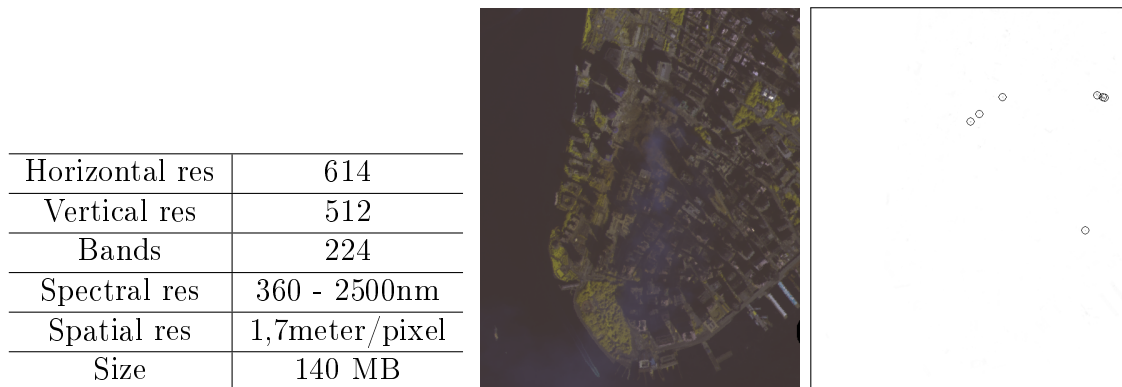 Horizontal res 614
Vertical res 512
Bands 224
Spectral res 360 - 2500nm
Spatial res 1,7meter/pixel
Size 140 MB